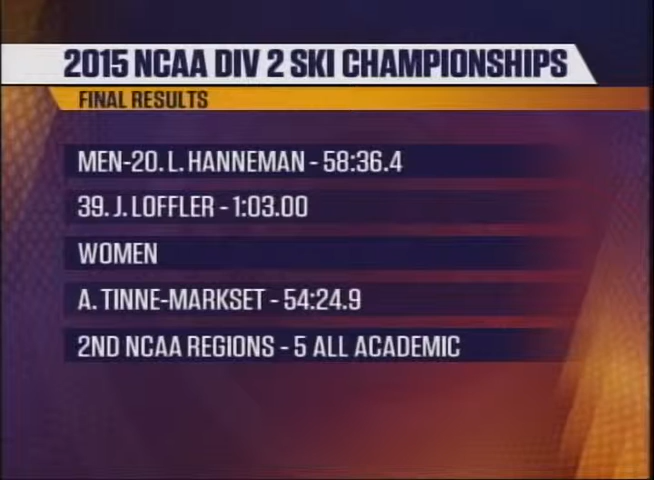 2015 NCAA DIV 2 SKI CHAMPIONSHIPS
FINAL RESULTS
MEN-20. L. HANNEMAN - 58:36.4
39. J. LOFFLER - 1:03.00
WOMEN
A. TINNE-MARKSET - 54:24.9
2ND NCAA REGIONS - 5 ALL ACADEMIC